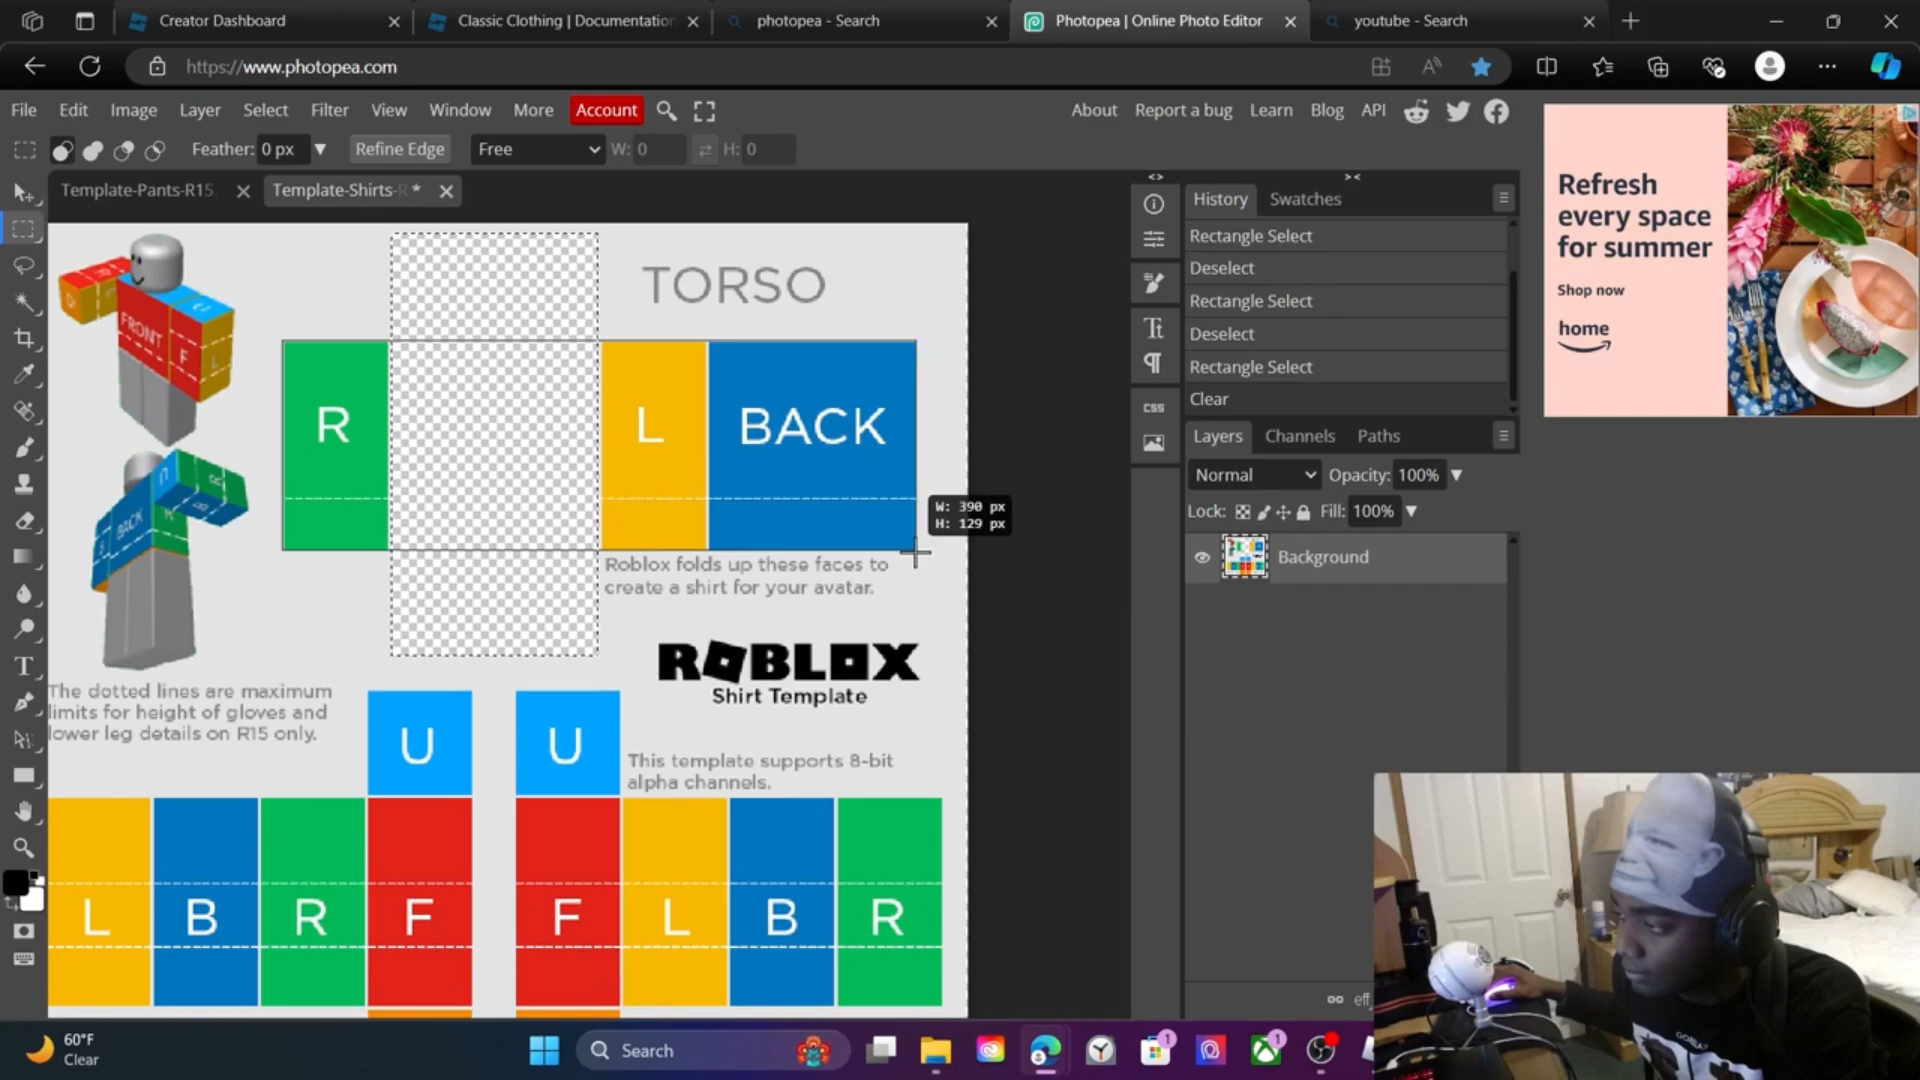 Creator Dashboard
Classic Clothing | Documentation
photopea - Search
Photopea | Online Photo Editor
youtube - Search
https://www.photopea.com
File Edit Image Layer Select Filter View Window More Account
About Report a bug Learn Blog API
Feather: 0 px
Refine Edge
Free
W: 0
H: 0
Template-Pants-R15.
Template-Shirts-R *
History Swatches
Rectangle Select
Deselect
Rectangle Select
Deselect
Rectangle Select
Clear
Layers Channels Paths
Normal
Opacity: 100%
Lock:
Fill: 100%
Background
CSS
eff
Refresh
every space
for summer
Shop now
home
TORSO
FRONT F L
R L BACK
W: 390 px
H: 129 px
BACK R
Roblox folds up these faces to
create a shirt for your avatar.
ROBLOX
Shirt Template
The dotted lines are maximum
limits for height of gloves and
lower leg details on R15 only.
U U
This template supports 8-bit
alpha channels.
L B R F F L B R
60°F
Clear
Search
1
1